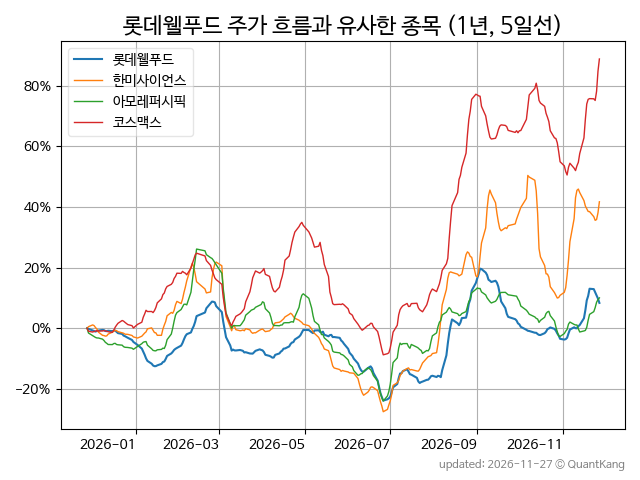 롯데웰푸드 주가 흐름과 유사한 종목 (1년, 5일선)
롯데웰푸드
한미사이언스
아모레퍼시픽
코스맥스
80%
60%
40%
20%
0%
−20%
2026-01 2026-03 2026-05 2026-07 2026-09 2026-11
updated: 2026-11-27 © QuantKang